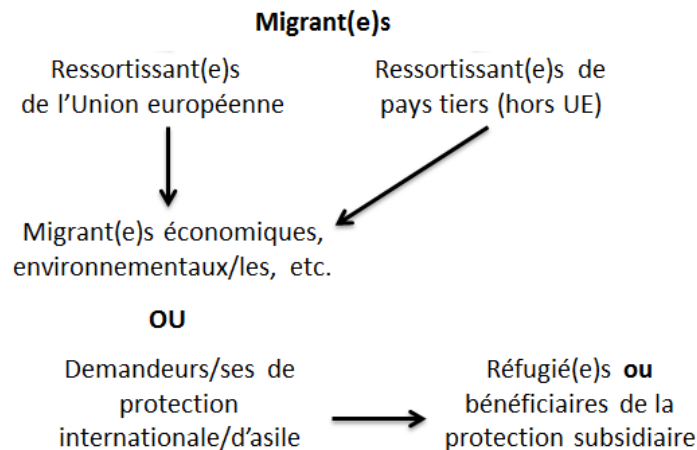 Migrant(e)s
Ressortissant(e)s
de l'Union européenne
Ressortissant(e)s de
pays tiers (hors UE)
Migrant(e)s économiques,
environnementaux/les, etc.
OU
Demandeurs/ses de
protection
internationale/d'asile
Réfugié(e)s ou
bénéficiaires de la
protection subsidiaire